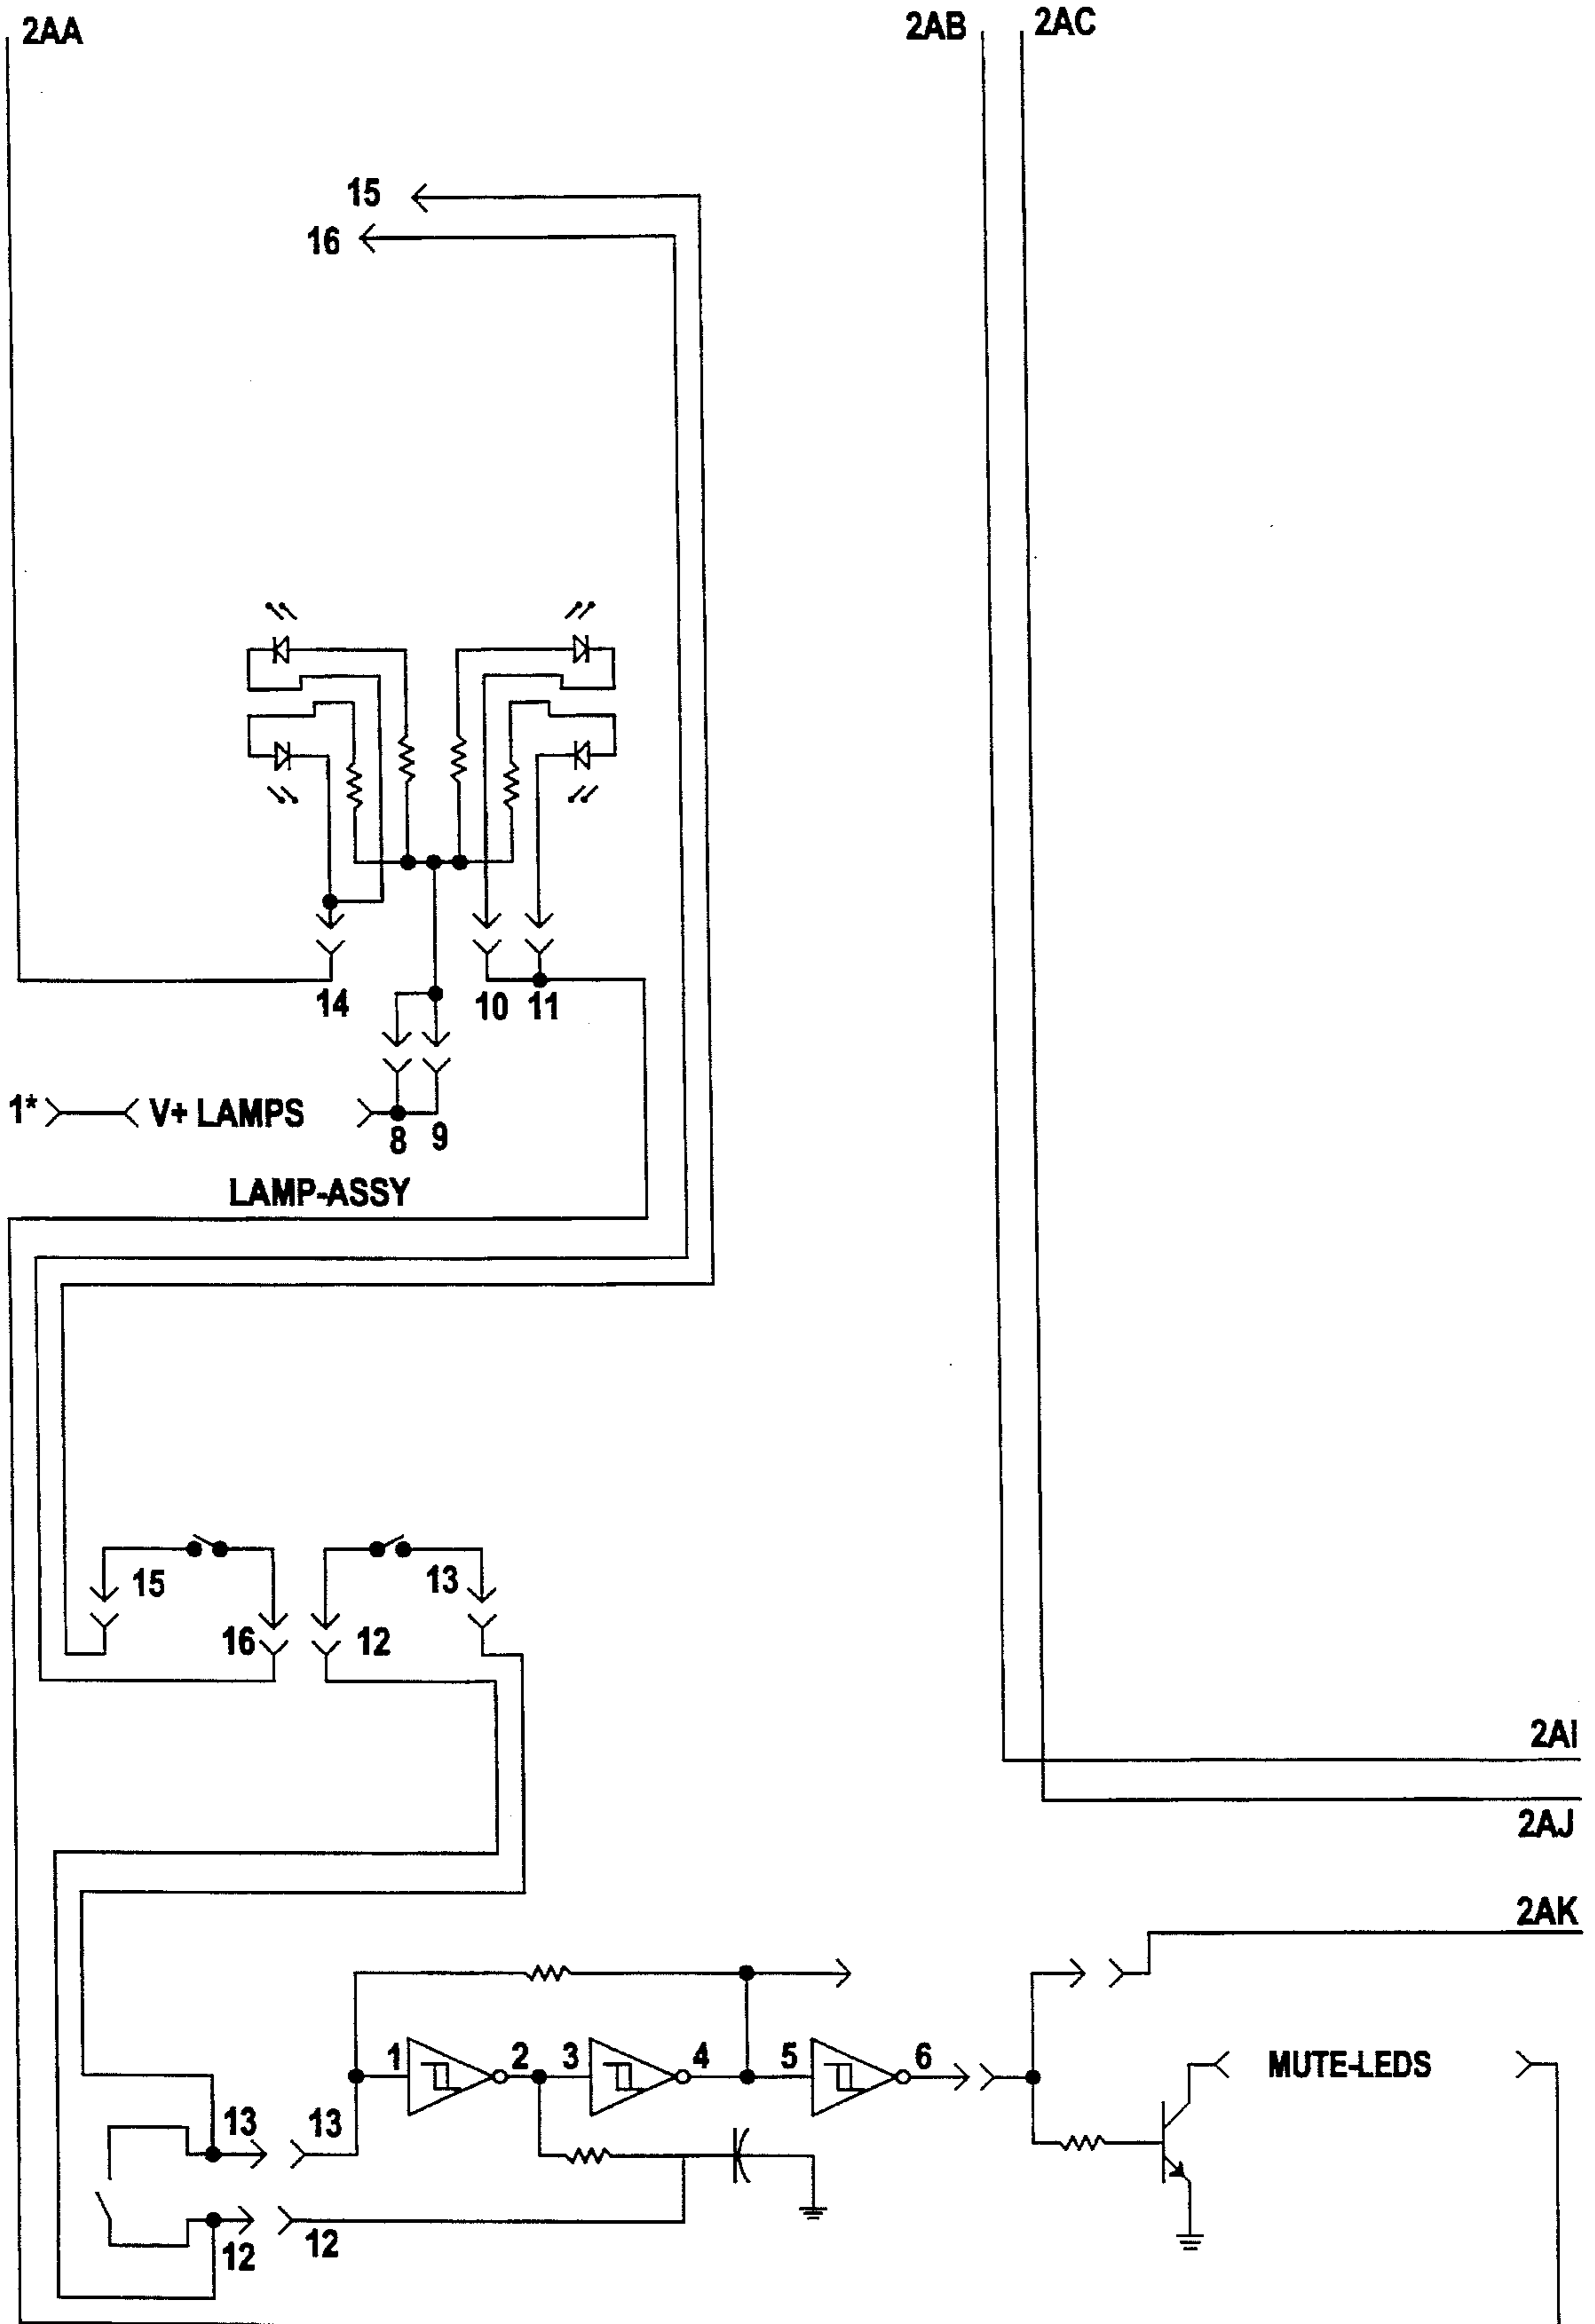 2AA
2AB 2AC
15
16
14
10 11
1* V+ LAMPS
8 9
LAMP-ASSY
15
13
16
12
2AI
2AJ
2AK
1 2 3 4 5 6
MUTE-LEDS
13 13
12 12